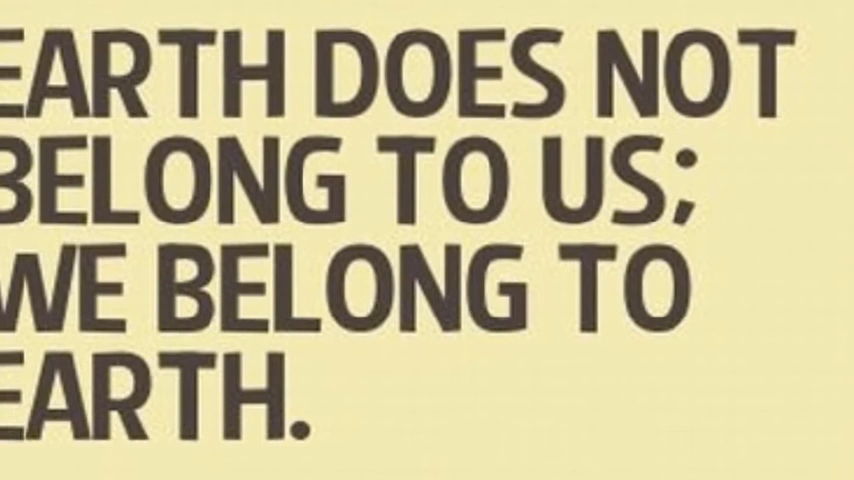 EARTH DOES NOT
BELONG TO US;
WE BELONG TO
EARTH.